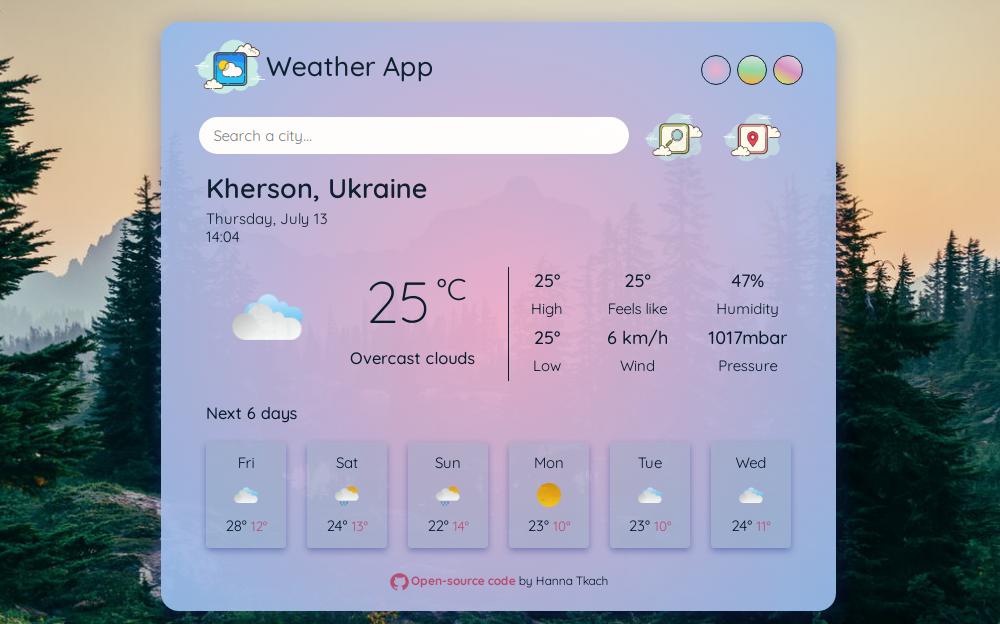 Weather App
Search a city...
Kherson, Ukraine
Thursday, July 13
14:04
25 °C
Overcast clouds
25° 25° 47%
High Feels like Humidity
25° 6 km/h 1017mbar
Low Wind Pressure
Next 6 days
Fri Sat Sun Mon Tue Wed
28° 12° 24° 13° 22° 14° 23° 10° 23° 10° 24° 11°
Open-source code by Hanna Tkach